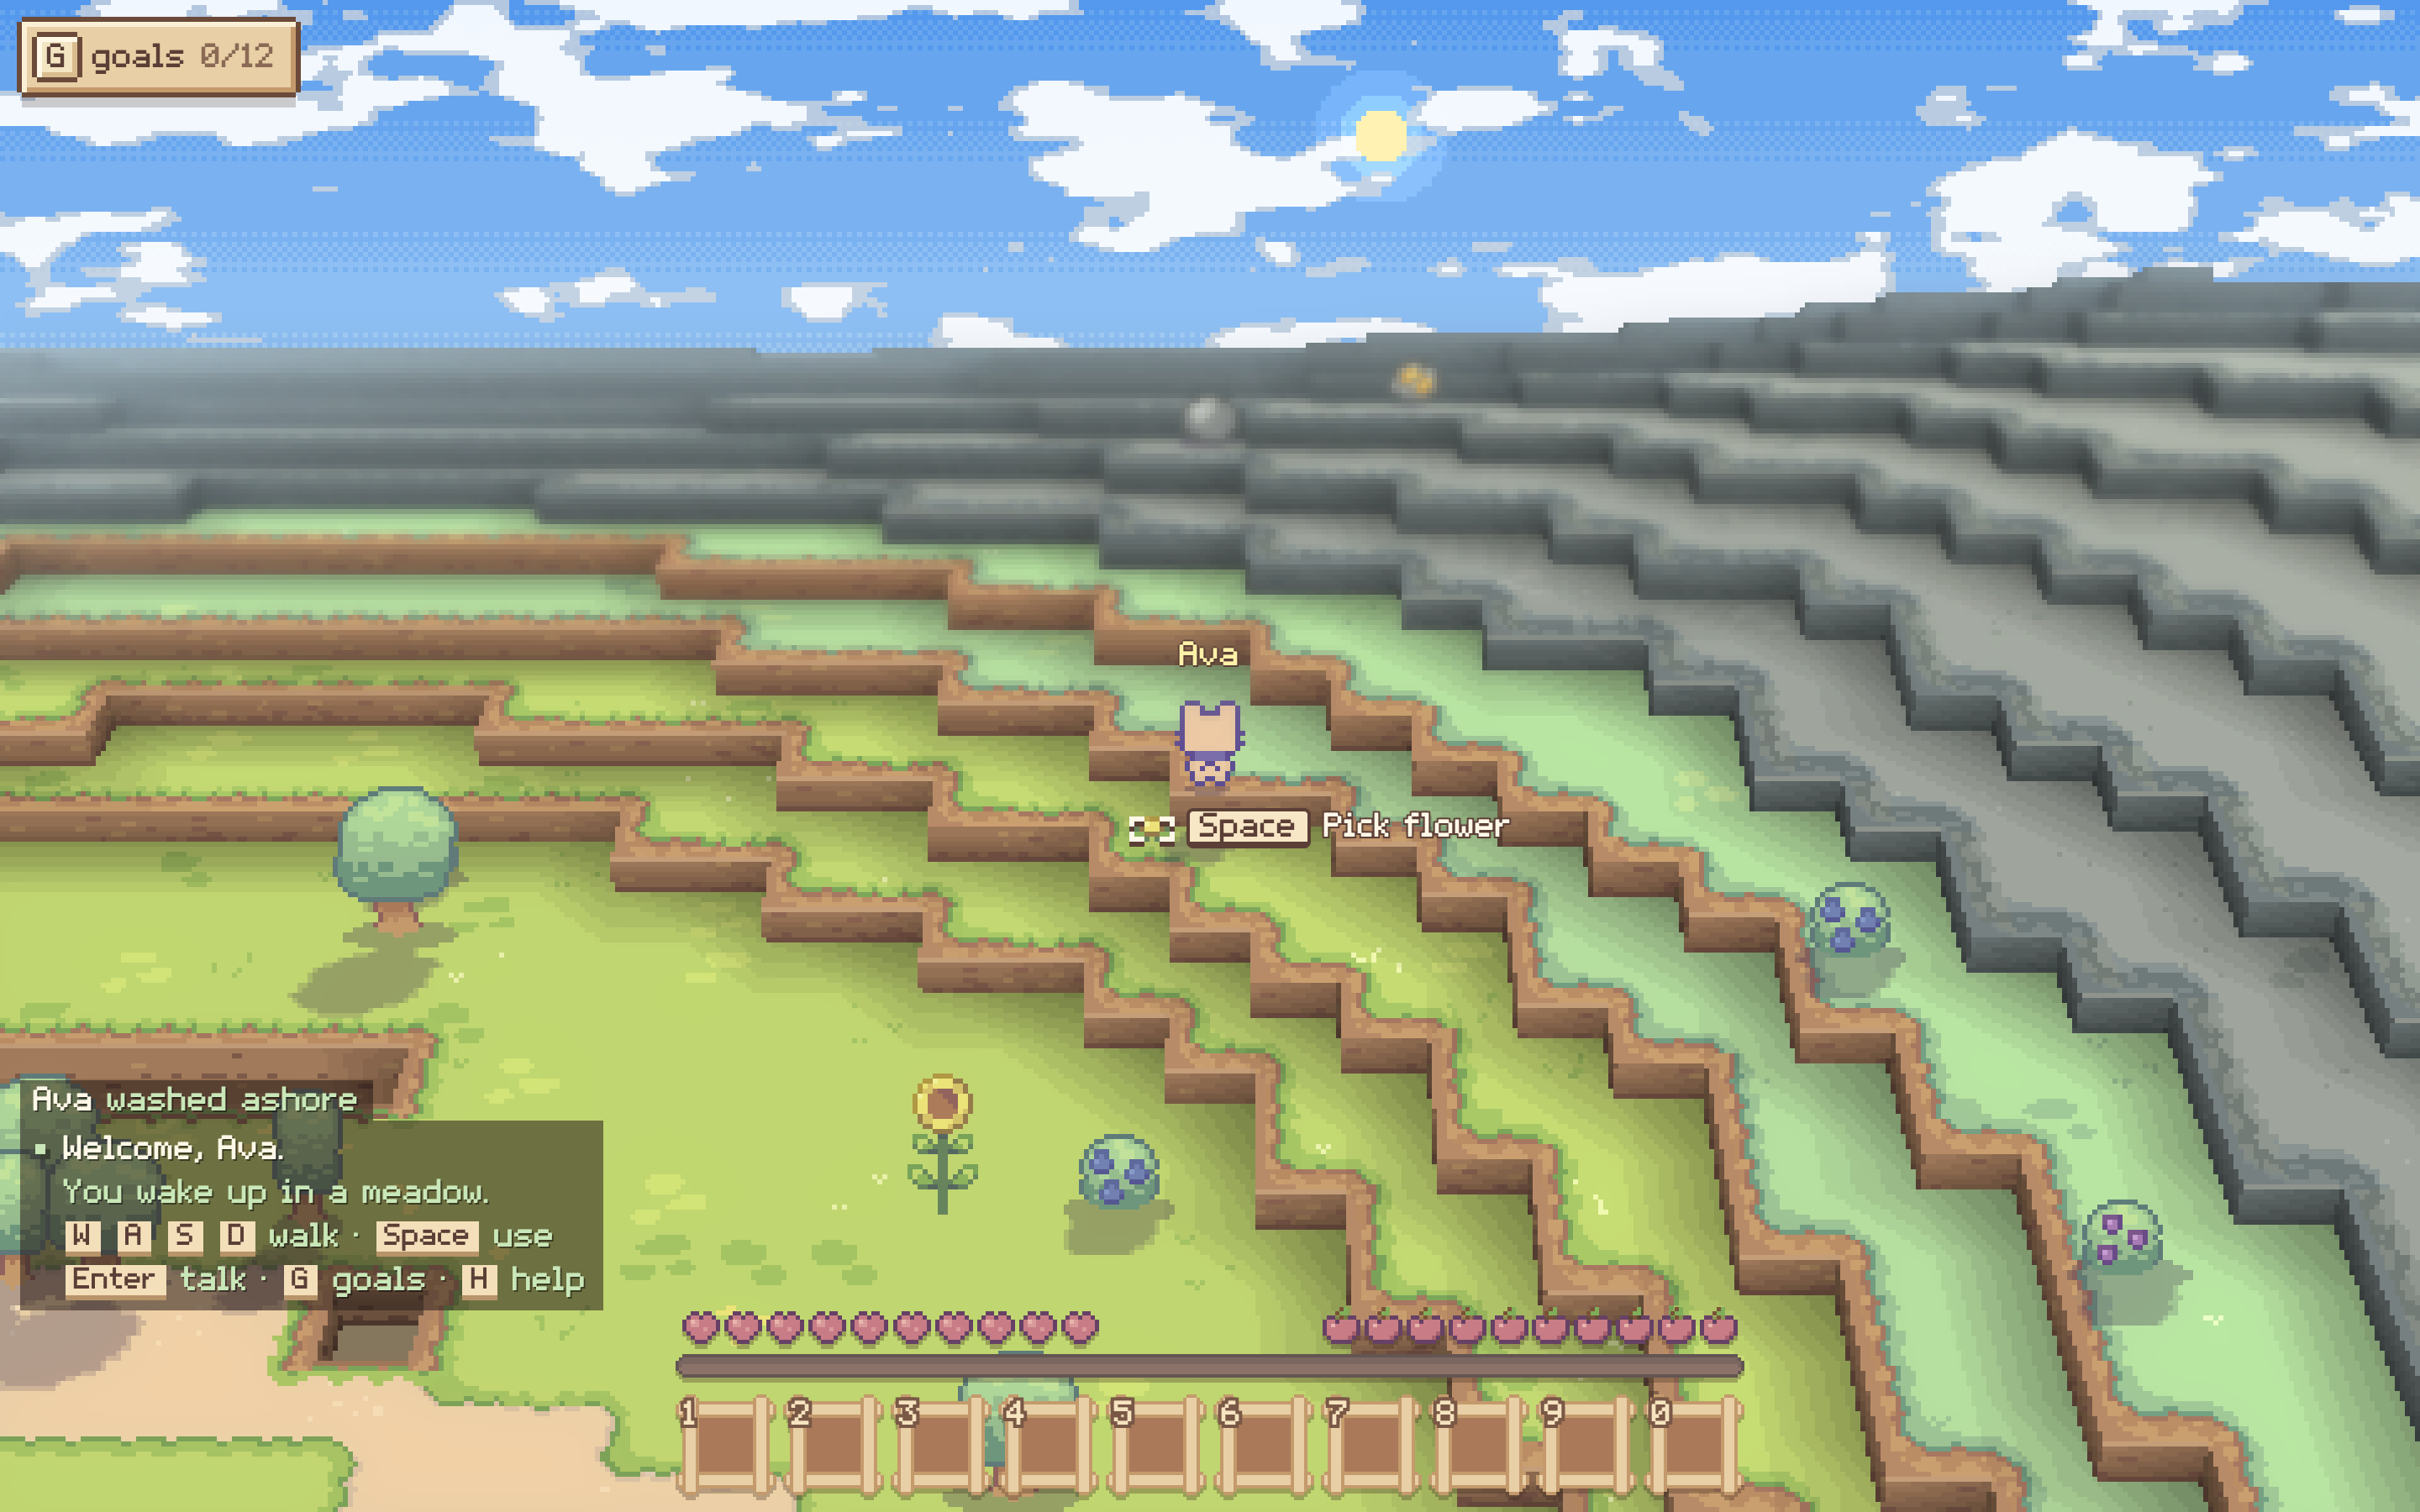 G goals 0/12
Ava
Space Pick flower
Ava washed ashore
▪ Welcome, Ava.
You wake up in a meadow.
W A S D walk · Space use
Enter talk · G goals · H help
1 2 3 4 5 6 7 8 9 0